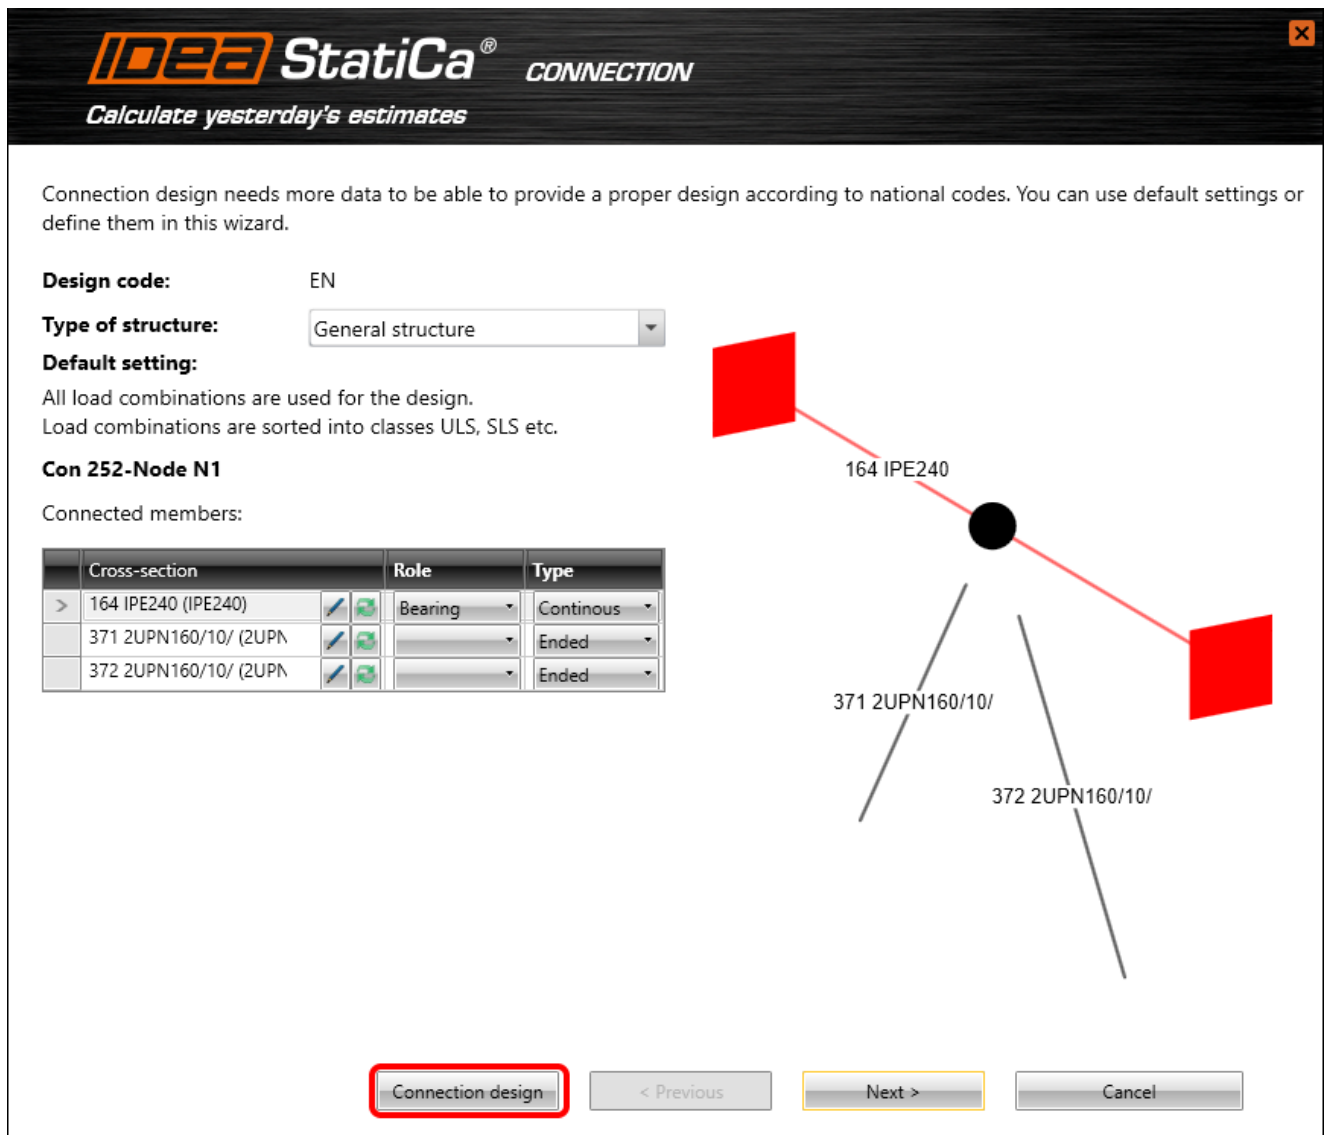 IDEA StatiCa® CONNECTION
Calculate yesterday's estimates
Connection design needs more data to be able to provide a proper design according to national codes. You can use default settings or
define them in this wizard.
Design code: EN
Type of structure: General structure
Default setting:
All load combinations are used for the design.
Load combinations are sorted into classes ULS, SLS etc.
Con 252-Node N1
Connected members:
Cross-section Role Type
> 164 IPE240 (IPE240) Bearing Continous
371 2UPN160/10/ (2UPN Ended
372 2UPN160/10/ (2UPN Ended
164 IPE240
371 2UPN160/10/
372 2UPN160/10/
Connection design < Previous Next > Cancel